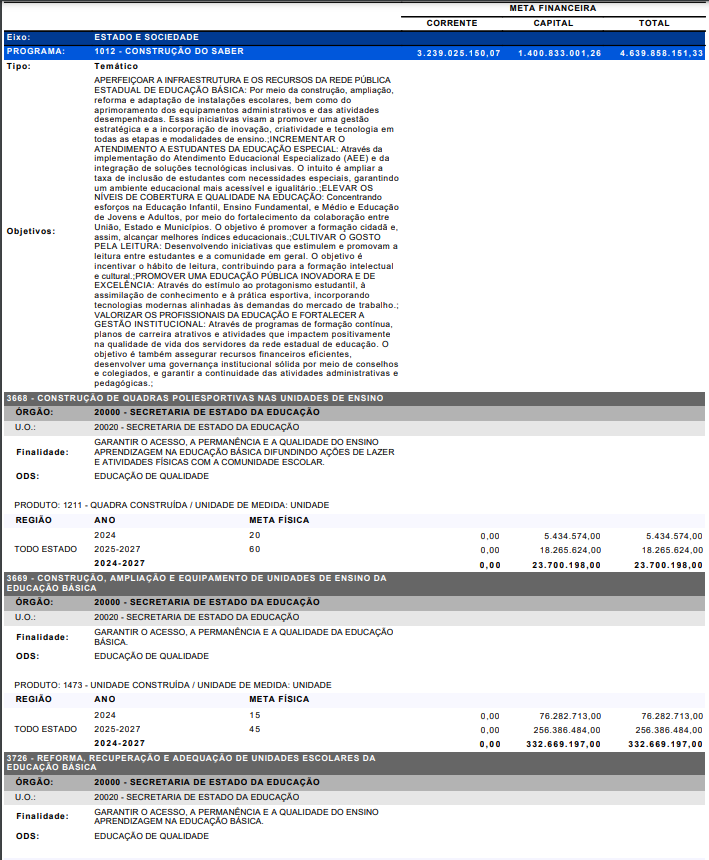 META FINANCEIRA
CORRENTE CAPITAL TOTAL
Eixo: ESTADO E SOCIEDADE
PROGRAMA: 1012 - CONSTRUÇÃO DO SABER 3.239.025.150,07 1.400.833.001,26 4.639.858.151,33
Tipo: Temático
APERFEIÇOAR A INFRAESTRUTURA E OS RECURSOS DA REDE PÚBLICA
ESTADUAL DE EDUCAÇÃO BÁSICA: Por meio da construção, ampliação,
reforma e adaptação de instalações escolares, bem como do
aprimoramento dos equipamentos administrativos e das atividades
desempenhadas. Essas iniciativas visam a promover uma gestão
estratégica e a incorporação de inovação, criatividade e tecnologia em
todas as etapas e modalidades de ensino.;INCREMENTAR O
ATENDIMENTO A ESTUDANTES DA EDUCAÇÃO ESPECIAL: Através da
implementação do Atendimento Educacional Especializado (AEE) e da
integração de soluções tecnológicas inclusivas. O intuito é ampliar a
taxa de inclusão de estudantes com necessidades especiais, garantindo
um ambiente educacional mais acessível e igualitário.;ELEVAR OS
NÍVEIS DE COBERTURA E QUALIDADE NA EDUCAÇÃO: Concentrando
esforços na Educação Infantil, Ensino Fundamental, e Médio e Educação
de Jovens e Adultos, por meio do fortalecimento da colaboração entre
Objetivos: União, Estado e Municípios. O objetivo é promover a formação cidadã e,
assim, alcançar melhores índices educacionais.;CULTIVAR O GOSTO
PELA LEITURA: Desenvolvendo iniciativas que estimulem e promovam a
leitura entre estudantes e a comunidade em geral. O objetivo é
incentivar o hábito de leitura, contribuindo para a formação intelectual
e cultural.;PROMOVER UMA EDUCAÇÃO PÚBLICA INOVADORA E DE
EXCELÊNCIA: Através do estímulo ao protagonismo estudantil, à
assimilação de conhecimento e à prática esportiva, incorporando
tecnologias modernas alinhadas às demandas do mercado de trabalho.;
VALORIZAR OS PROFISSIONAIS DA EDUCAÇÃO E FORTALECER A
GESTÃO INSTITUCIONAL: Através de programas de formação contínua,
planos de carreira atrativos e atividades que impactem positivamente
na qualidade de vida dos servidores da rede estadual de educação. O
objetivo é também assegurar recursos financeiros eficientes,
desenvolver uma governança institucional sólida por meio de conselhos
e colegiados, e garantir a continuidade das atividades administrativas e
pedagógicas.;
3668 - CONSTRUÇÃO DE QUADRAS POLIESPORTIVAS NAS UNIDADES DE ENSINO
ÓRGÃO: 20000 - SECRETARIA DE ESTADO DA EDUCAÇÃO
U.O.: 20020 - SECRETARIA DE ESTADO DA EDUCAÇÃO
GARANTIR O ACESSO, A PERMANÊNCIA E A QUALIDADE DO ENSINO
Finalidade: APRENDIZAGEM NA EDUCAÇÃO BÁSICA DIFUNDINDO AÇÕES DE LAZER
E ATIVIDADES FÍSICAS COM A COMUNIDADE ESCOLAR.
ODS: EDUCAÇÃO DE QUALIDADE
PRODUTO: 1211 - QUADRA CONSTRUÍDA / UNIDADE DE MEDIDA: UNIDADE
REGIÃO ANO META FÍSICA
2024 20 0,00 5.434.574,00 5.434.574,00
TODO ESTADO 2025-2027 60 0,00 18.265.624,00 18.265.624,00
2024-2027 0,00 23.700.198,00 23.700.198,00
3669 - CONSTRUÇÃO, AMPLIAÇÃO E EQUIPAMENTO DE UNIDADES DE ENSINO DA
EDUCAÇÃO BÁSICA
ÓRGÃO: 20000 - SECRETARIA DE ESTADO DA EDUCAÇÃO
U.O.: 20020 - SECRETARIA DE ESTADO DA EDUCAÇÃO
Finalidade: GARANTIR O ACESSO, A PERMANÊNCIA E A QUALIDADE DA EDUCAÇÃO
BÁSICA.
ODS: EDUCAÇÃO DE QUALIDADE
PRODUTO: 1473 - UNIDADE CONSTRUÍDA / UNIDADE DE MEDIDA: UNIDADE
REGIÃO ANO META FÍSICA
2024 15 0,00 76.282.713,00 76.282.713,00
TODO ESTADO 2025-2027 45 0,00 256.386.484,00 256.386.484,00
2024-2027 0,00 332.669.197,00 332.669.197,00
3726 - REFORMA, RECUPERAÇÃO E ADEQUAÇÃO DE UNIDADES ESCOLARES DA
EDUCAÇÃO BÁSICA
ÓRGÃO: 20000 - SECRETARIA DE ESTADO DA EDUCAÇÃO
U.O.: 20020 - SECRETARIA DE ESTADO DA EDUCAÇÃO
Finalidade: GARANTIR O ACESSO, A PERMANÊNCIA E A QUALIDADE DO ENSINO
APRENDIZAGEM NA EDUCAÇÃO BÁSICA.
ODS: EDUCAÇÃO DE QUALIDADE